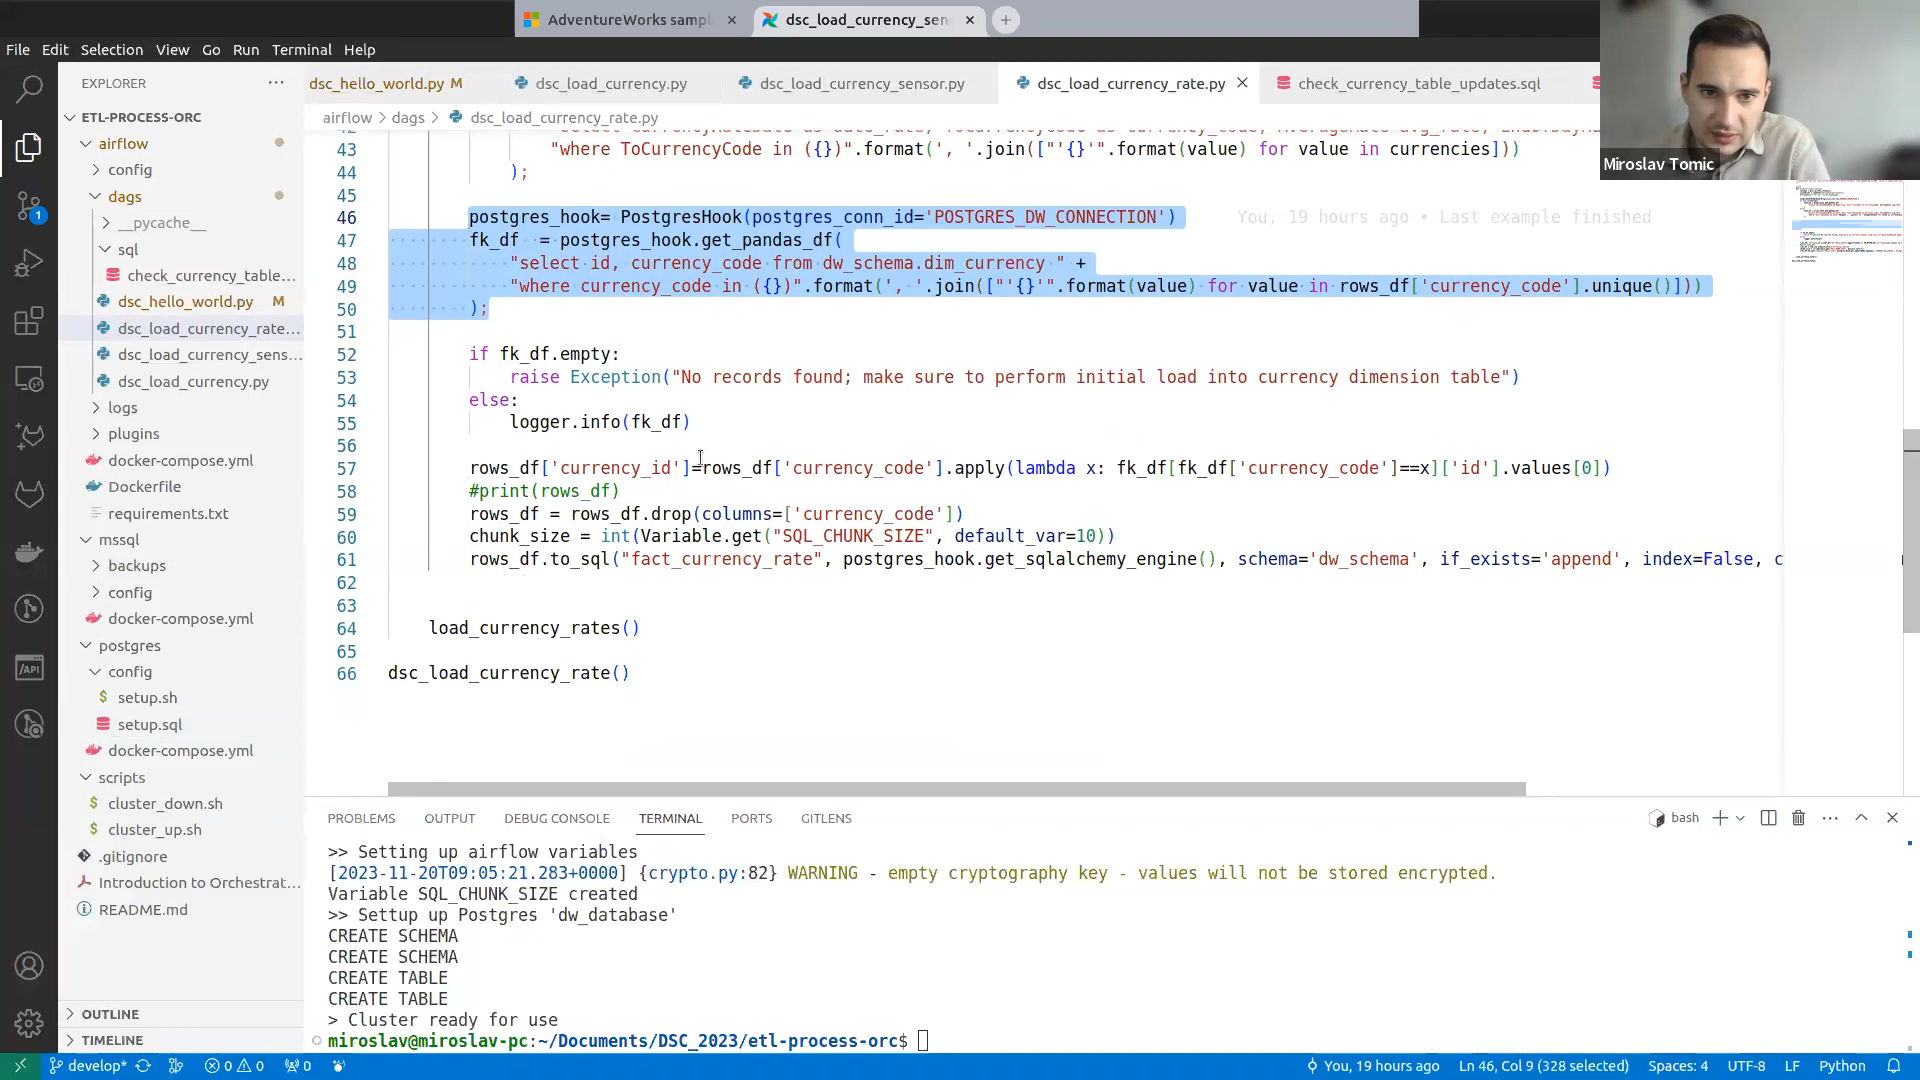 AdventureWorks sampl
dsc_load_currency_sen
File Edit Selection View Go Run Terminal Help
EXPLORER
dsc_hello_world.py M
dsc_load_currency.py
dsc_load_currency_sensor.py
dsc_load_currency_rate.py
check_currency_table_updates.sql
airflow > dags > dsc_load_currency_rate.py
Miroslav Tomic
ETL-PROCESS-ORC
airflow
config
dags
__pycache__
sql
check_currency_table...
dsc_hello_world.py M
dsc_load_currency_rate...
dsc_load_currency_sens...
dsc_load_currency.py
logs
plugins
docker-compose.yml
Dockerfile
requirements.txt
mssql
backups
config
docker-compose.yml
postgres
config
setup.sh
setup.sql
docker-compose.yml
scripts
cluster_down.sh
cluster_up.sh
.gitignore
Introduction to Orchestrat...
README.md
OUTLINE
TIMELINE
43 "where ToCurrencyCode in ({})".format(', '.join(["'{}'".format(value) for value in currencies]))
44 );
45
46 postgres_hook= PostgresHook(postgres_conn_id='POSTGRES_DW_CONNECTION') You, 19 hours ago • Last example finished
47 fk_df = postgres_hook.get_pandas_df(
48 "select id, currency_code from dw_schema.dim_currency " +
49 "where currency_code in ({})".format(', '.join(["'{}'".format(value) for value in rows_df['currency_code'].unique()]))
50 );
51
52 if fk_df.empty:
53 raise Exception("No records found; make sure to perform initial load into currency dimension table")
54 else:
55 logger.info(fk_df)
56
57 rows_df['currency_id']=rows_df['currency_code'].apply(lambda x: fk_df[fk_df['currency_code']==x]['id'].values[0])
58 #print(rows_df)
59 rows_df = rows_df.drop(columns=['currency_code'])
60 chunk_size = int(Variable.get("SQL_CHUNK_SIZE", default_var=10))
61 rows_df.to_sql("fact_currency_rate", postgres_hook.get_sqlalchemy_engine(), schema='dw_schema', if_exists='append', index=False, c
62
63
64 load_currency_rates()
65
66 dsc_load_currency_rate()
PROBLEMS OUTPUT DEBUG CONSOLE TERMINAL PORTS GITLENS
bash
>> Setting up airflow variables
[2023-11-20T09:05:21.283+0000] {crypto.py:82} WARNING - empty cryptography key - values will not be stored encrypted.
Variable SQL_CHUNK_SIZE created
>> Settup up Postgres 'dw_database'
CREATE SCHEMA
CREATE SCHEMA
CREATE TABLE
CREATE TABLE
> Cluster ready for use
miroslav@miroslav-pc:~/Documents/DSC_2023/etl-process-orc$
develop* 0 0 0 You, 19 hours ago Ln 46, Col 9 (328 selected) Spaces: 4 UTF-8 LF Python